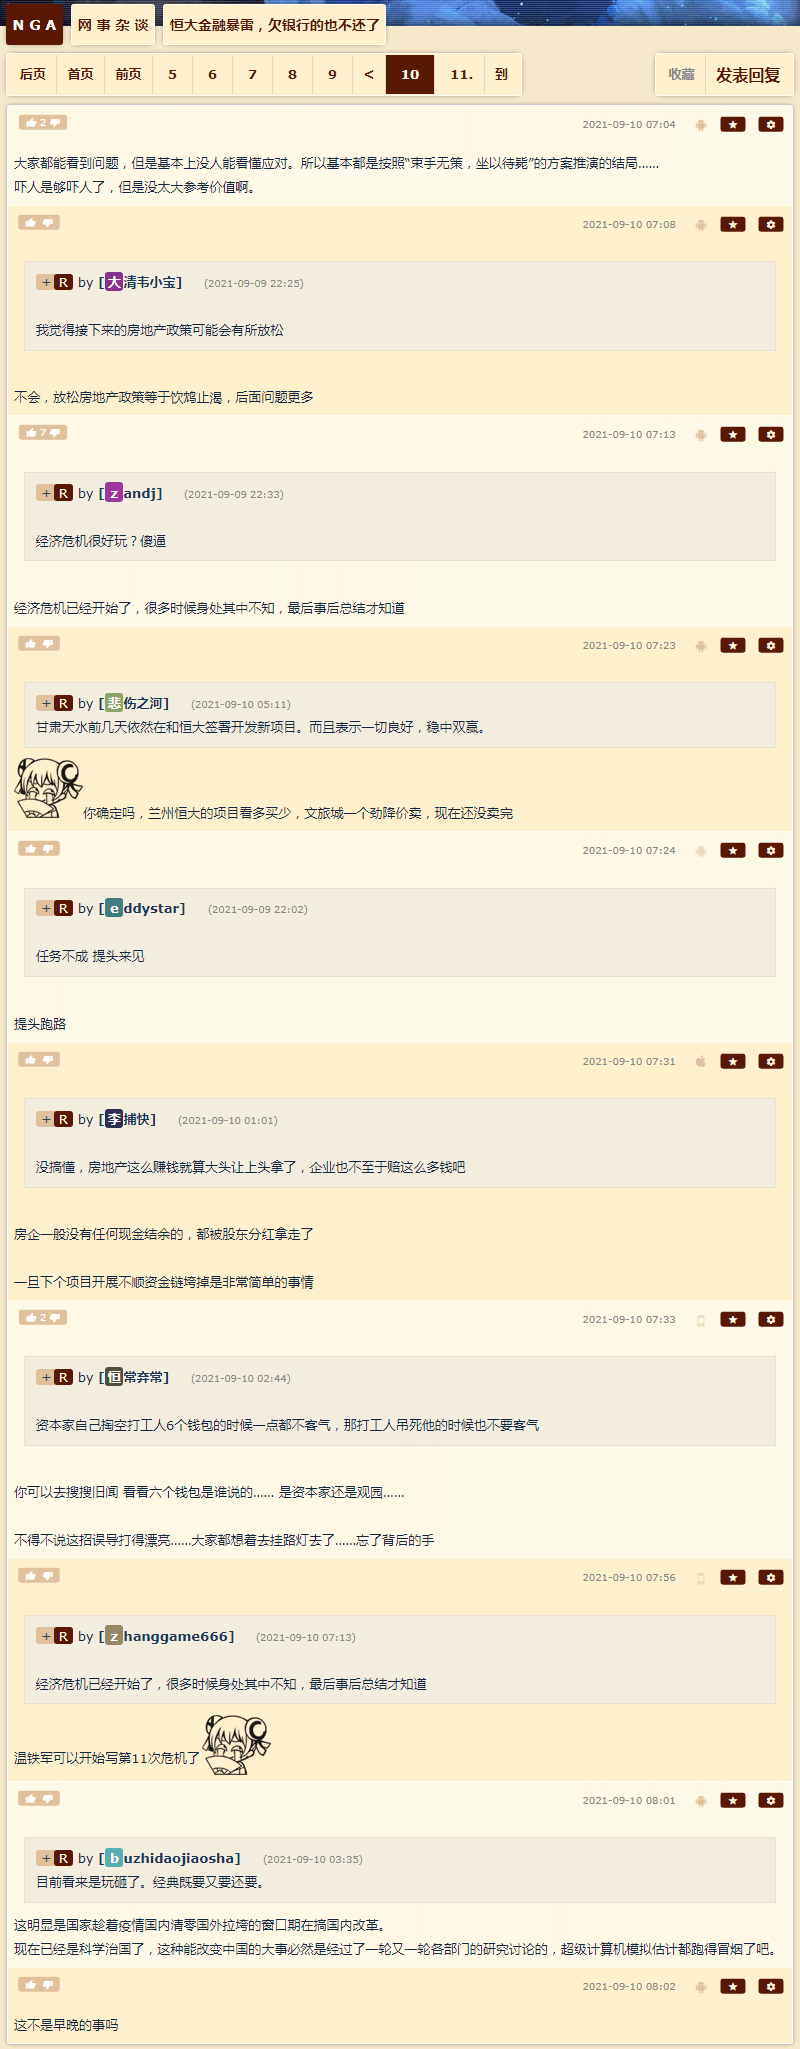 NGA 网事杂谈 恒大金融暴雷，欠银行的也不还了
后页 首页 前页 5 6 7 8 9 < 10 11. 到 收藏 发表回复
2 2021-09-10 07:04
大家都能看到问题，但是基本上没人能看懂应对。所以基本都是按照“束手无策，坐以待毙”的方案推演的结局……
吓人是够吓人了，但是没太大参考价值啊。
2021-09-10 07:08
+ R by [大清韦小宝] (2021-09-09 22:25)
我觉得接下来的房地产政策可能会有所放松
不会，放松房地产政策等于饮鸩止渴，后面问题更多
7 2021-09-10 07:13
+ R by [zandj] (2021-09-09 22:33)
经济危机很好玩？傻逼
经济危机已经开始了，很多时候身处其中不知，最后事后总结才知道
2021-09-10 07:23
+ R by [悲伤之河] (2021-09-10 05:11)
甘肃天水前几天依然在和恒大签署开发新项目。而且表示一切良好，稳中双赢。
你确定吗，兰州恒大的项目看多买少，文旅城一个劲降价卖，现在还没卖完
2021-09-10 07:24
+ R by [eddystar] (2021-09-09 22:02)
任务不成 提头来见
提头跑路
2021-09-10 07:31
+ R by [李捕快] (2021-09-10 01:01)
没搞懂，房地产这么赚钱就算大头让上头拿了，企业也不至于赔这么多钱吧
房企一般没有任何现金结余的，都被股东分红拿走了
一旦下个项目开展不顺资金链垮掉是非常简单的事情
2 2021-09-10 07:33
+ R by [恒常弃常] (2021-09-10 02:44)
资本家自己掏空打工人6个钱包的时候一点都不客气，那打工人吊死他的时候也不要客气
你可以去搜搜旧闻 看看六个钱包是谁说的…… 是资本家还是观园……
不得不说这招误导打得漂亮……大家都想着去挂路灯去了……忘了背后的手
2021-09-10 07:56
+ R by [zhanggame666] (2021-09-10 07:13)
经济危机已经开始了，很多时候身处其中不知，最后事后总结才知道
温铁军可以开始写第11次危机了
2021-09-10 08:01
+ R by [buzhidaojiaosha] (2021-09-10 03:35)
目前看来是玩砸了。经典既要又要还要。
这明显是国家趁着疫情国内清零国外拉垮的窗口期在搞国内改革。
现在已经是科学治国了，这种能改变中国的大事必然是经过了一轮又一轮各部门的研究讨论的，超级计算机模拟估计都跑得冒烟了吧。
2021-09-10 08:02
这不是早晚的事吗